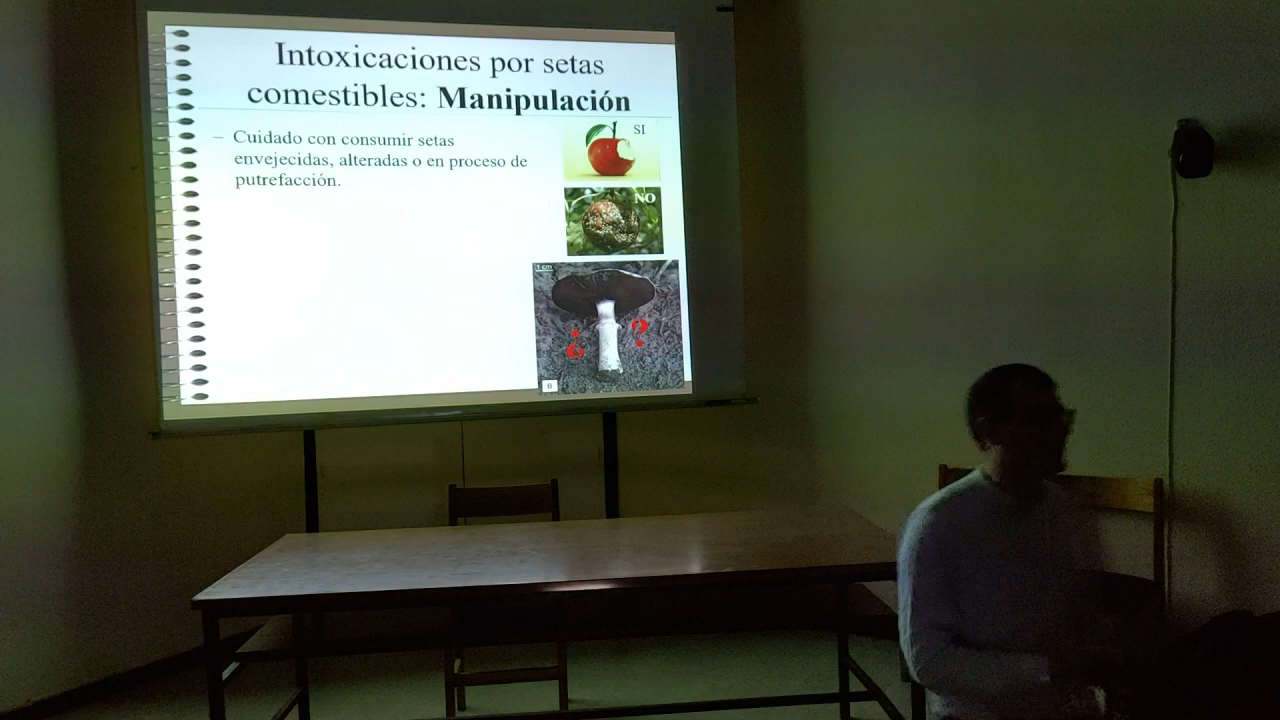 Intoxicaciones por setas
comestibles: Manipulación
– Cuidado con consumir setas
envejecidas, alteradas o en proceso de
putrefacción.
SI
NO
1 cm
¿ ?
B